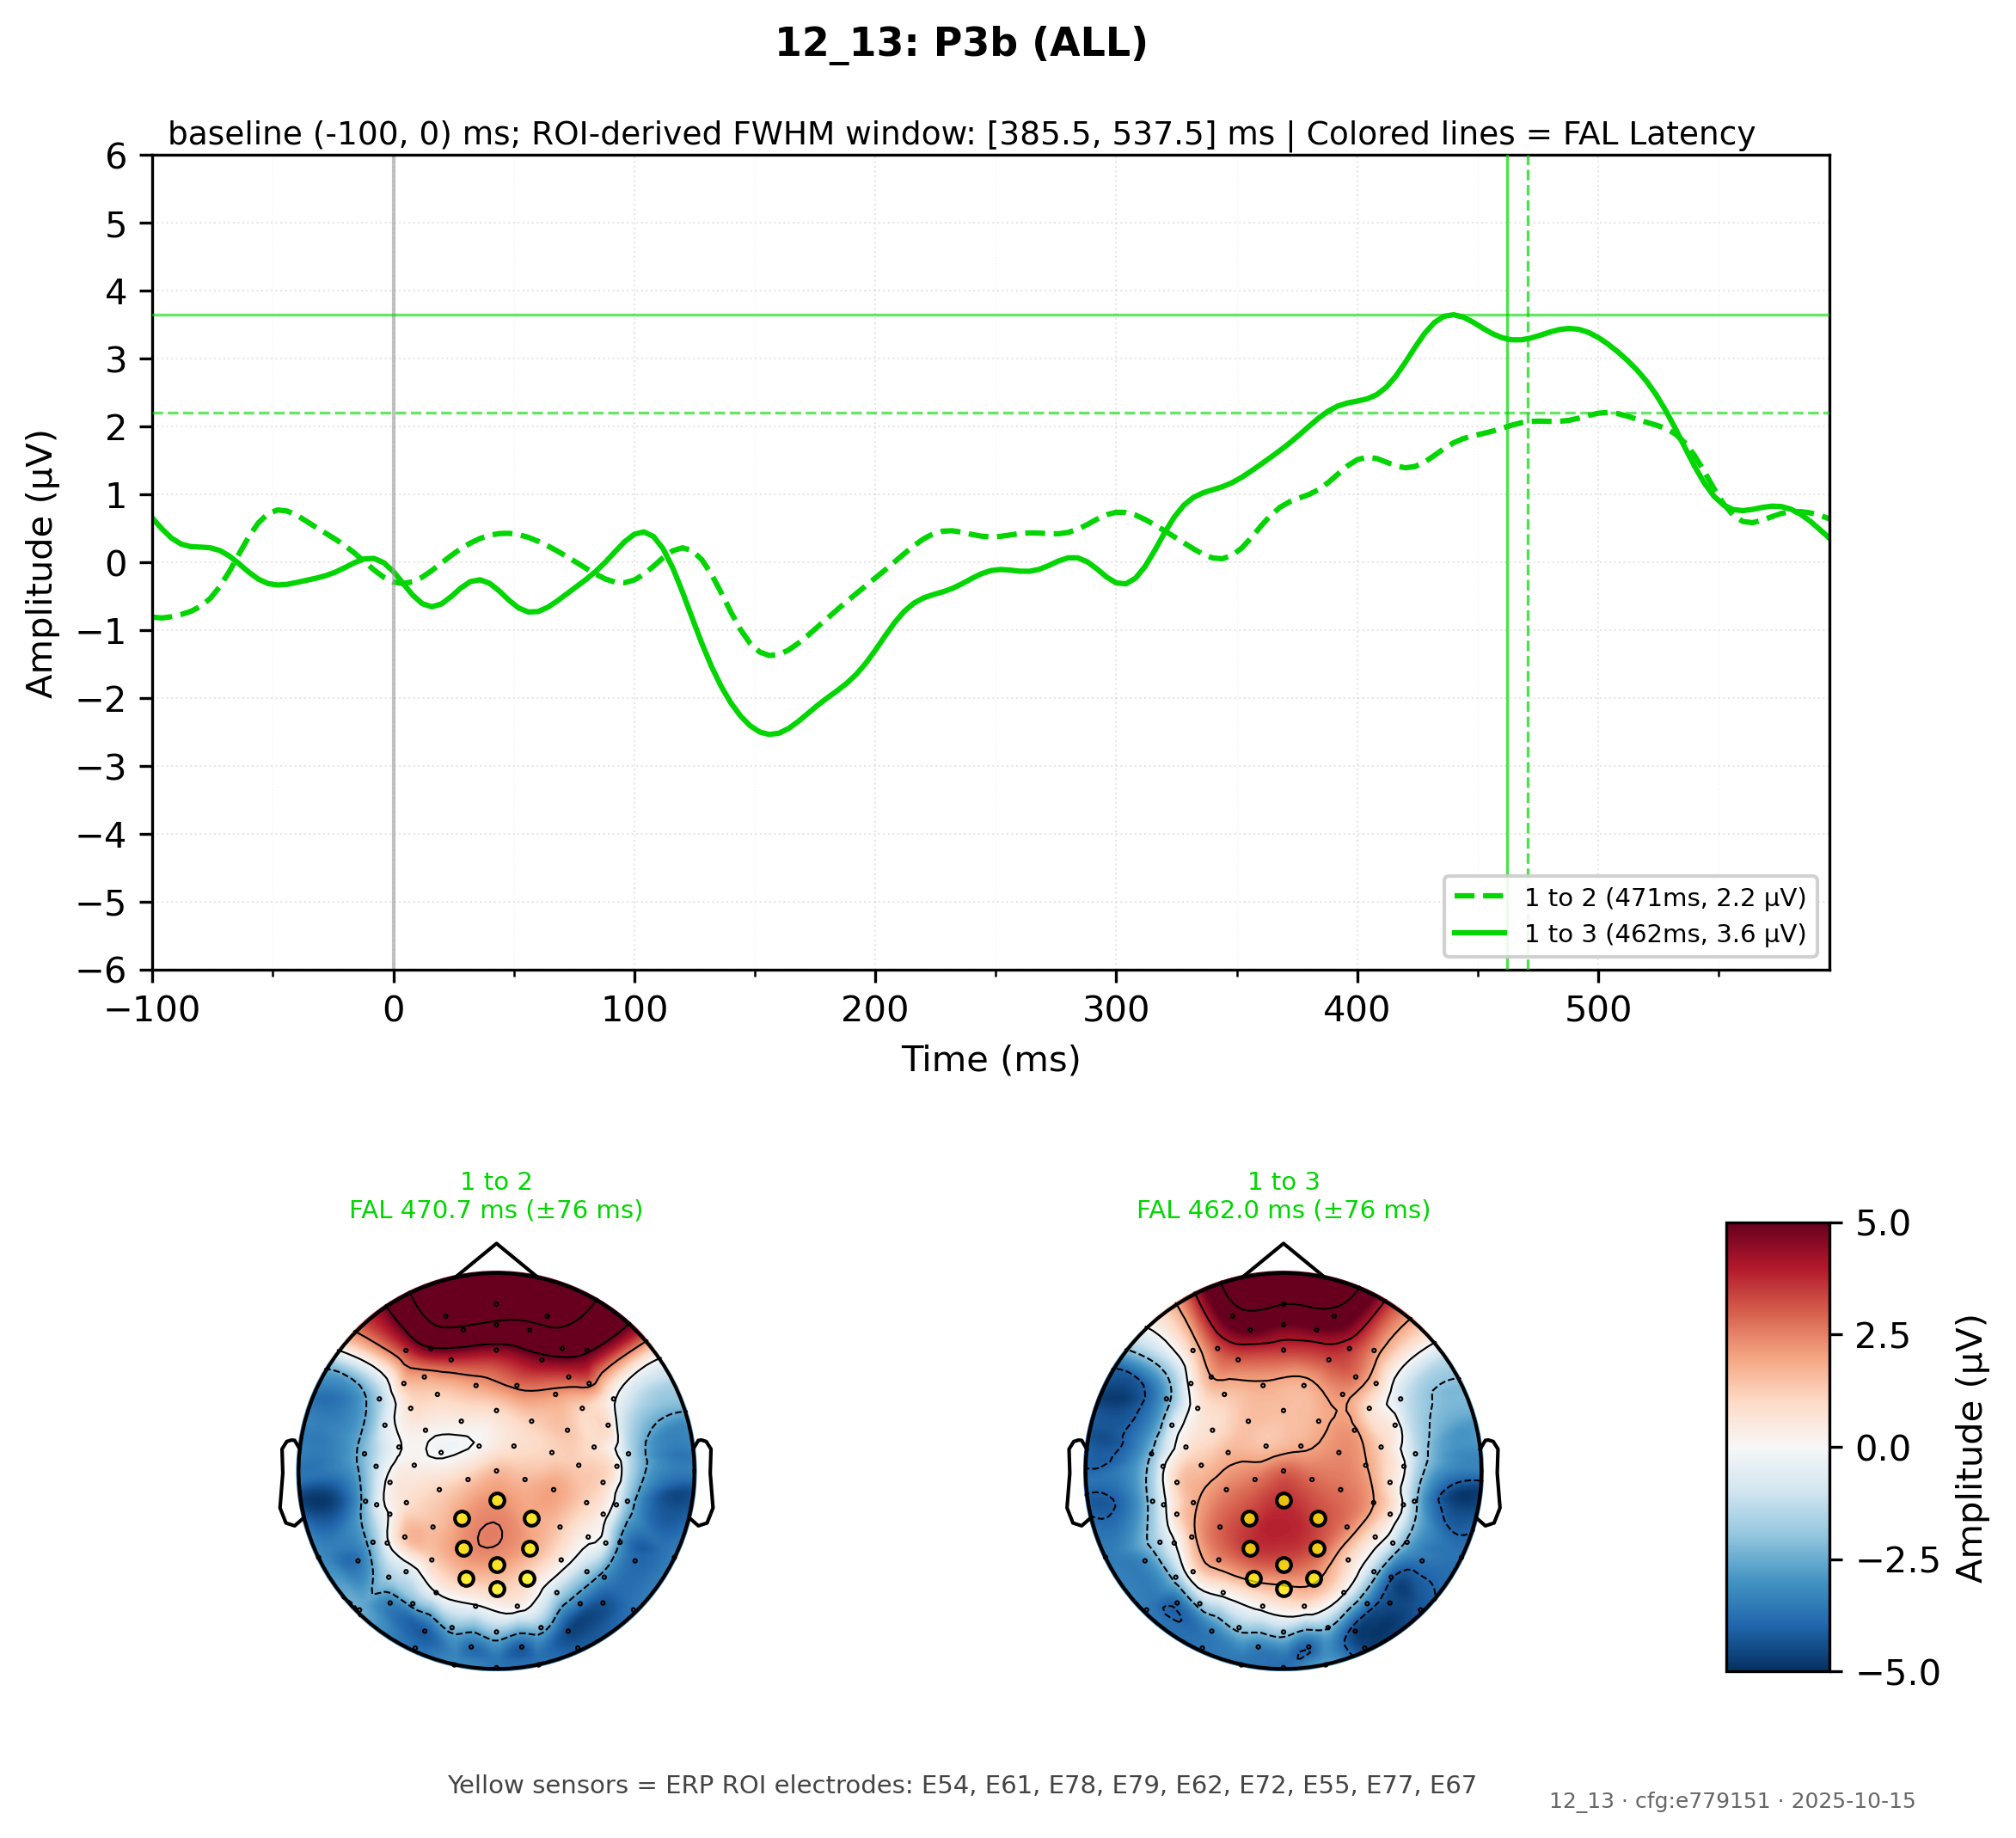 12_13: P3b (ALL)
baseline (-100, 0) ms; ROI-derived FWHM window: [385.5, 537.5] ms | Colored lines = FAL Latency
6
5
4
3
2
1
0
−1
−2
−3
−4
−5
−6
Amplitude (µV)
1 to 2 (471ms, 2.2 µV)
1 to 3 (462ms, 3.6 µV)
−100 0 100 200 300 400 500
Time (ms)
1 to 2
FAL 470.7 ms (±76 ms)
1 to 3
FAL 462.0 ms (±76 ms)
5.0
2.5
0.0
−2.5
−5.0
Amplitude (µV)
Yellow sensors = ERP ROI electrodes: E54, E61, E78, E79, E62, E72, E55, E77, E67
12_13 · cfg:e779151 · 2025-10-15